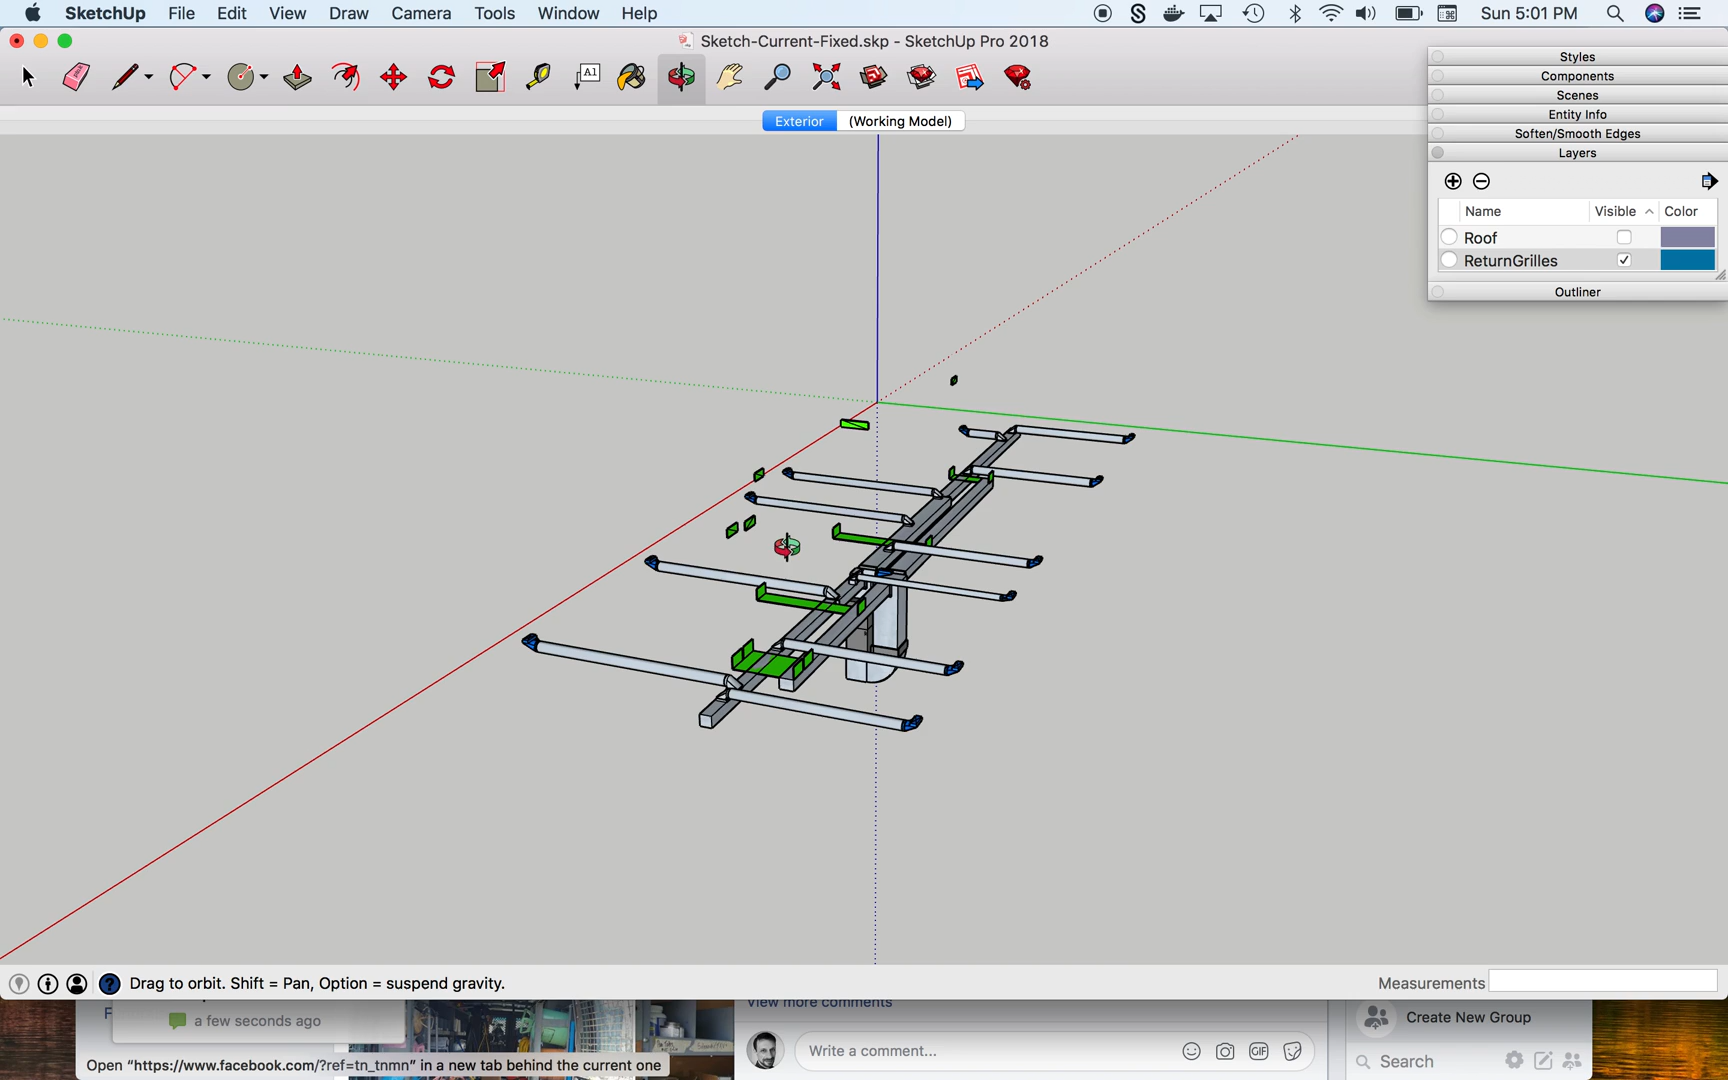 SketchUp File Edit View Draw Camera Tools Window Help Sun 5:01 PM
Sketch-Current-Fixed.skp - SketchUp Pro 2018
A1
Exterior (Working Model)
Styles
Components
Scenes
Entity Info
Soften/Smooth Edges
Layers
Name Visible Color
Roof
ReturnGrilles
Outliner
Drag to orbit. Shift = Pan, Option = suspend gravity.
Measurements
View more comments
a few seconds ago
Create New Group
Write a comment...
GIF
Search
Open “https://www.facebook.com/?ref=tn_tnmn” in a new tab behind the current one